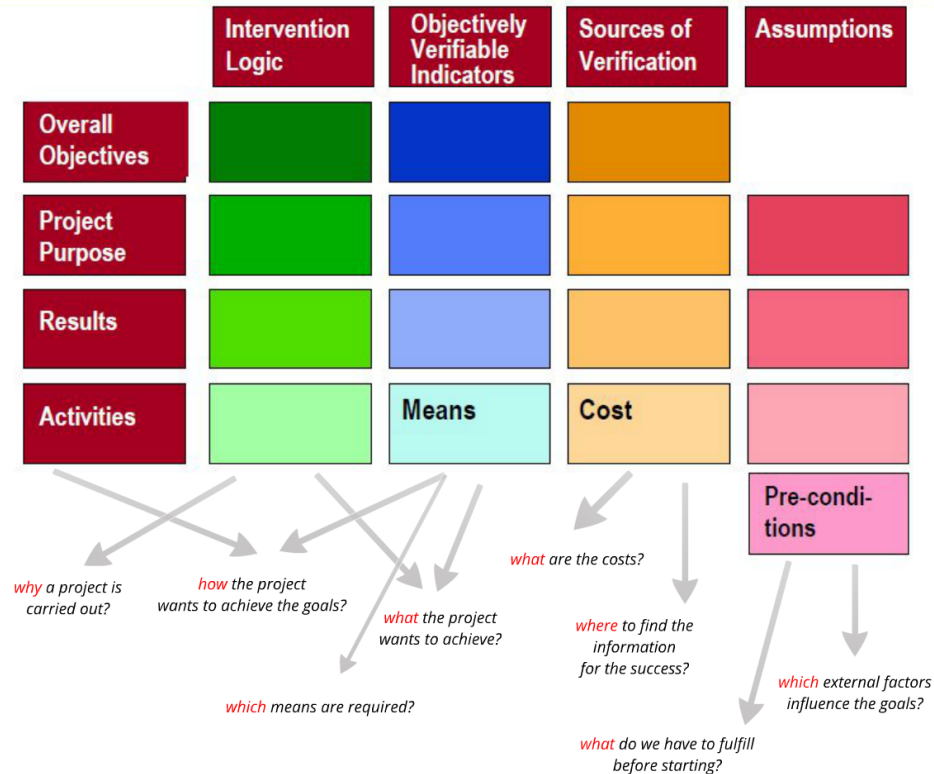 Intervention
Logic
Objectively
Verifiable
Indicators
Sources of
Verification
Assumptions
Overall
Objectives
Project
Purpose
Results
Activities
Means
Cost
Pre-condi-
tions
why a project is
carried out?
how the project
wants to achieve the goals?
what the project
wants to achieve?
which means are required?
what are the costs?
where to find the
information
for the success?
which external factors
influence the goals?
what do we have to fulfill
before starting?